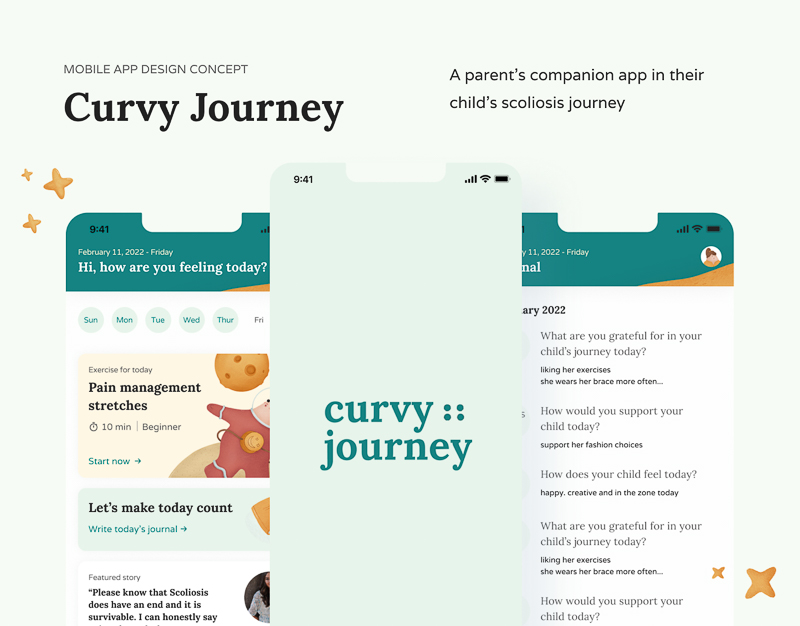 MOBILE APP DESIGN CONCEPT
Curvy Journey
A parent's companion app in their
child's scoliosis journey
9:41
February 11, 2022 - Friday
Hi, how are you feeling today?
Sun Mon Tue Wed Thur Fri
Exercise for today
Pain management
stretches
10 min | Beginner
Start now →
Let's make today count
Write today's journal →
Featured story
“Please know that Scoliosis
does have an end and it is
survivable. I can honestly say
9:41
curvy ::
journey
11, 2022 - Friday
2022
What are you grateful for in your
child's journey today?
liking her exercises
she wears her brace more often...
How would you support your
child today?
support her fashion choices
How does your child feel today?
happy. creative and in the zone today
What are you grateful for in your
child's journey today?
liking her exercises
she wears her brace more often...
How would you support your
child today?